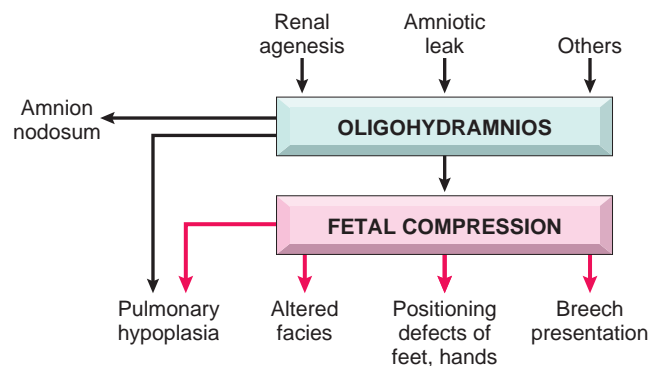 Renal
agenesis
Amniotic
leak
Others
Amnion
nodosum
OLIGOHYDRAMNIOS
FETAL COMPRESSION
Pulmonary
hypoplasia
Altered
facies
Positioning
defects of
feet, hands
Breech
presentation